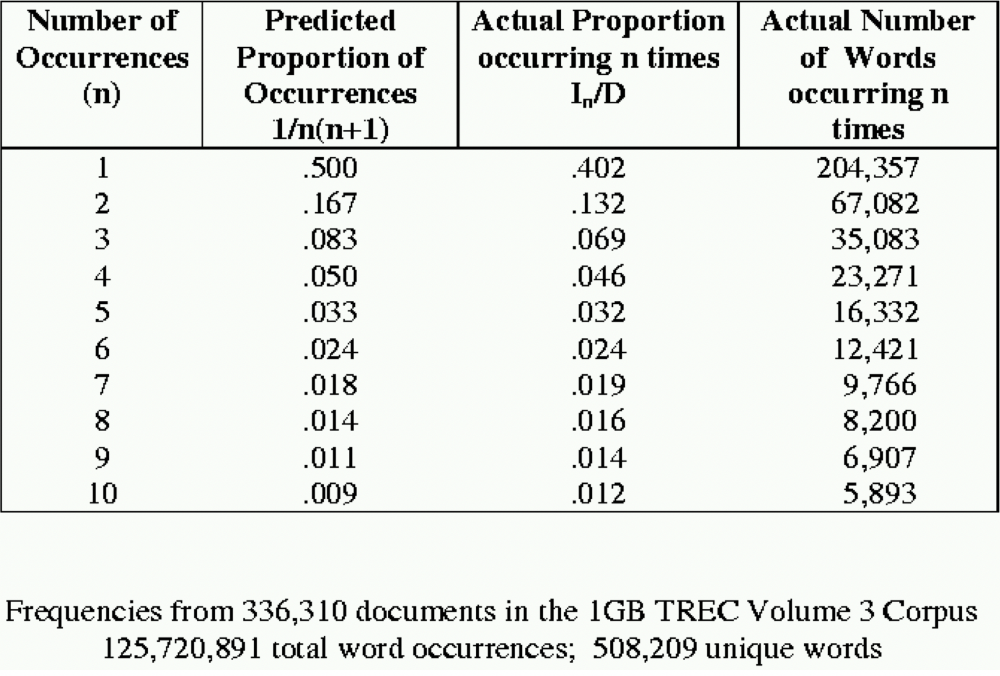 Number of Occurrences (n) Predicted Proportion of Occurrences 1/n(n+1) Actual Proportion occurring n times Iₙ/D Actual Number of Words occurring n times
1 .500 .402 204,357
2 .167 .132 67,082
3 .083 .069 35,083
4 .050 .046 23,271
5 .033 .032 16,332
6 .024 .024 12,421
7 .018 .019 9,766
8 .014 .016 8,200
9 .011 .014 6,907
10 .009 .012 5,893
Frequencies from 336,310 documents in the 1GB TREC Volume 3 Corpus
125,720,891 total word occurrences; 508,209 unique words